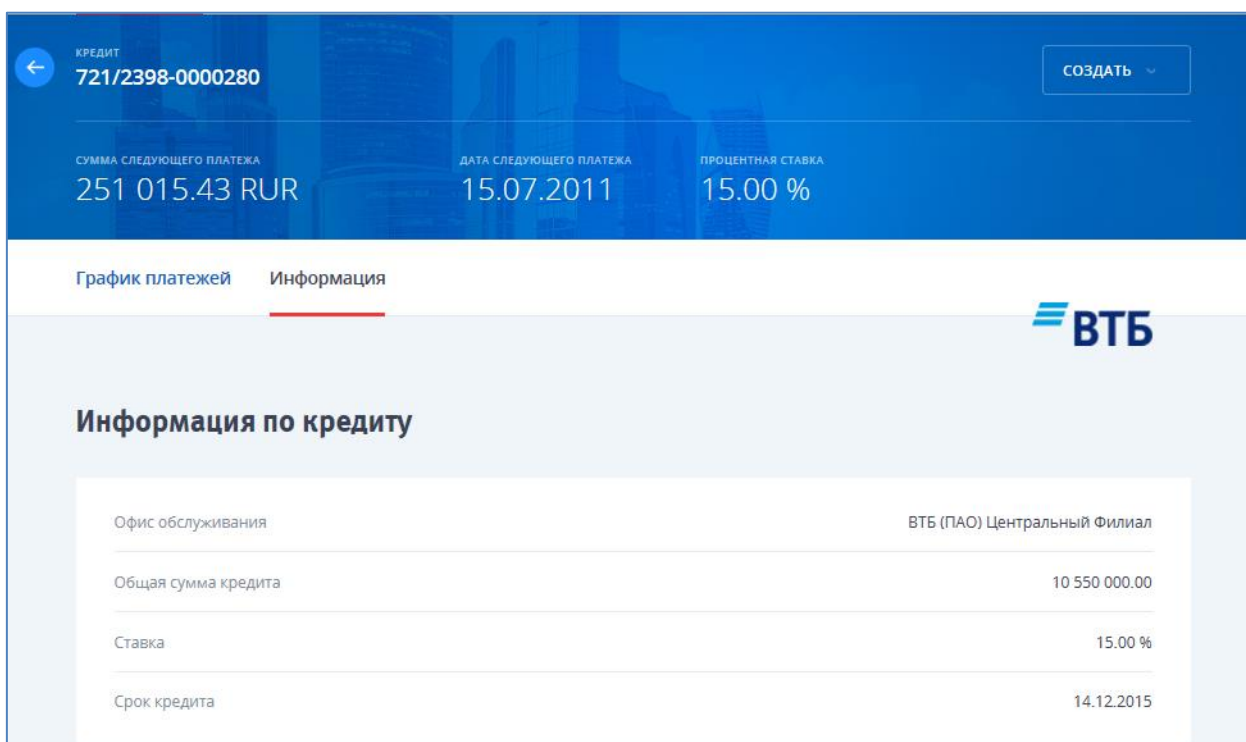 КРЕДИТ
721/2398-0000280
СОЗДАТЬ
СУММА СЛЕДУЮЩЕГО ПЛАТЕЖА
251 015.43 RUR
ДАТА СЛЕДУЮЩЕГО ПЛАТЕЖА
15.07.2011
ПРОЦЕНТНАЯ СТАВКА
15.00 %
График платежей
Информация
ВТБ
Информация по кредиту
Офис обслуживания ВТБ (ПАО) Центральный Филиал
Общая сумма кредита 10 550 000.00
Ставка 15.00 %
Срок кредита 14.12.2015